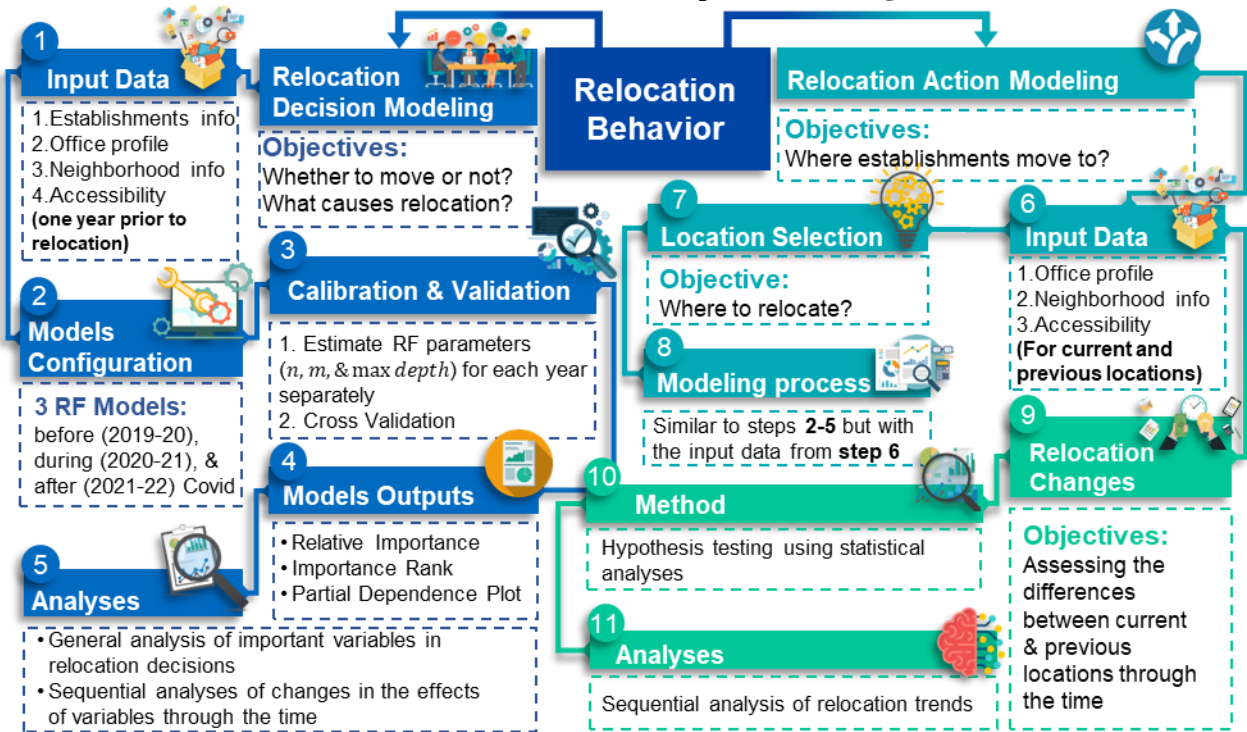 Relocation
Behavior
1
Input Data
1.Establishments info
2.Office profile
3.Neighborhood info
4.Accessibility
(one year prior to
relocation)
Relocation
Decision Modeling
Objectives:
Whether to move or not?
What causes relocation?
2
Models
Configuration
3 RF Models:
before (2019-20),
during (2020-21), &
after (2021-22) Covid
3
Calibration & Validation
1. Estimate RF parameters
(n, m, & max depth) for each year
separately
2. Cross Validation
4
Models Outputs
• Relative Importance
• Importance Rank
• Partial Dependence Plot
5
Analyses
• General analysis of important variables in
relocation decisions
• Sequential analyses of changes in the effects
of variables through the time
Relocation Action Modeling
Objectives:
Where establishments move to?
6
Input Data
1.Office profile
2.Neighborhood info
3.Accessibility
(For current and
previous locations)
7
Location Selection
Objective:
Where to relocate?
8
Modeling process
Similar to steps 2-5 but with
the input data from step 6
9
Relocation
Changes
Objectives:
Assessing the
differences
between current
& previous
locations through
the time
10
Method
Hypothesis testing using statistical
analyses
11
Analyses
Sequential analysis of relocation trends